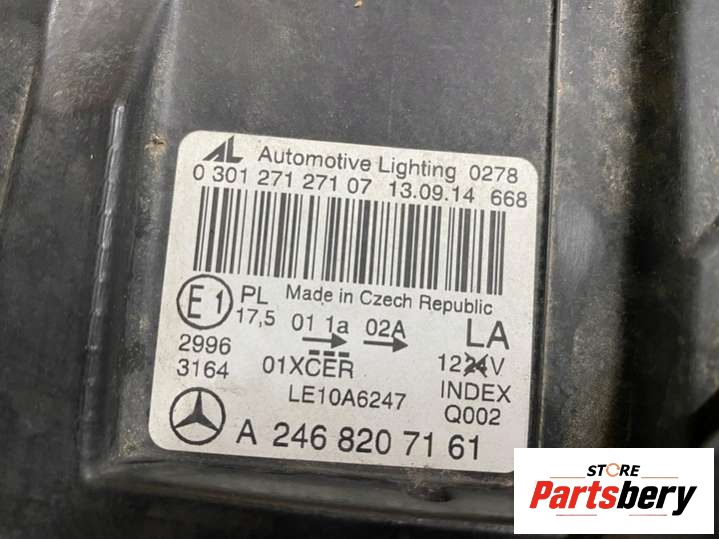 AL Automotive Lighting 0278
0 301 271 271 07 13.09.14 668
E1 PL Made in Czech Republic
17,5 01 1a 02A LA
2996 01XCER 1224V
3164 LE10A6247 INDEX
Q002
A 246 820 71 61
STORE
Partsbery